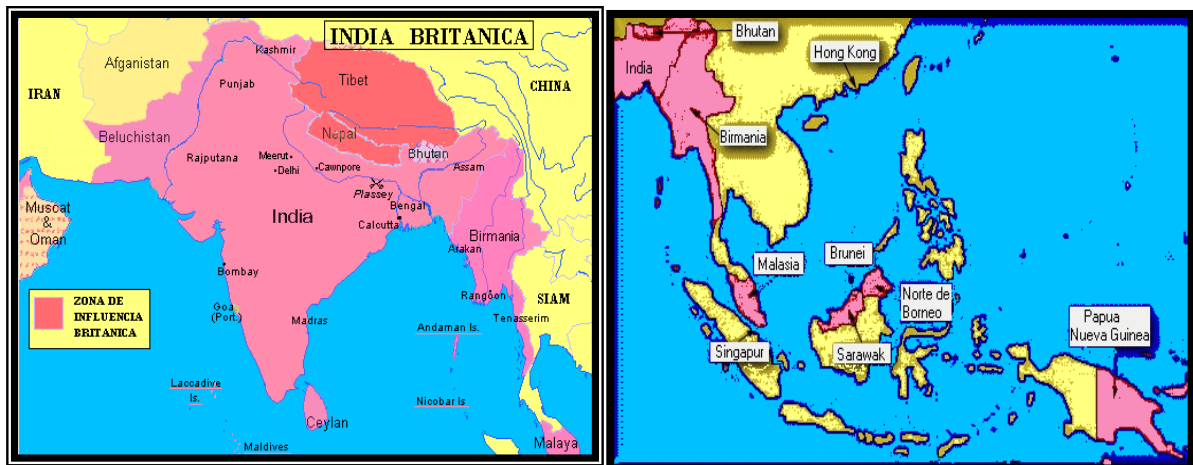 INDIA BRITANICA
Kashmir
Afganistan
Tibet
Punjab
IRAN
CHINA
Beluchistan
Nepal
Rajputana
Meerut
Delhi
Cawnpore
Bhutan
Assam
Plassey
Muscat
&
Oman
India
Bengal
Calcutta
Birmania
Arakan
Bombay
ZONA DE
INFLUENCIA
BRITANICA
Goa
(Port.)
Rangoon
SIAM
Madras
Tenasserim
Andaman Is.
Laccadive
Is.
Nicobar Is
Ceylan
Maldives
Malaya
Bhutan
Hong Kong
India
Birmania
Brunei
Malasia
Norte de
Borneo
Papua
Nueva Guinea
Singapur
Sarawak